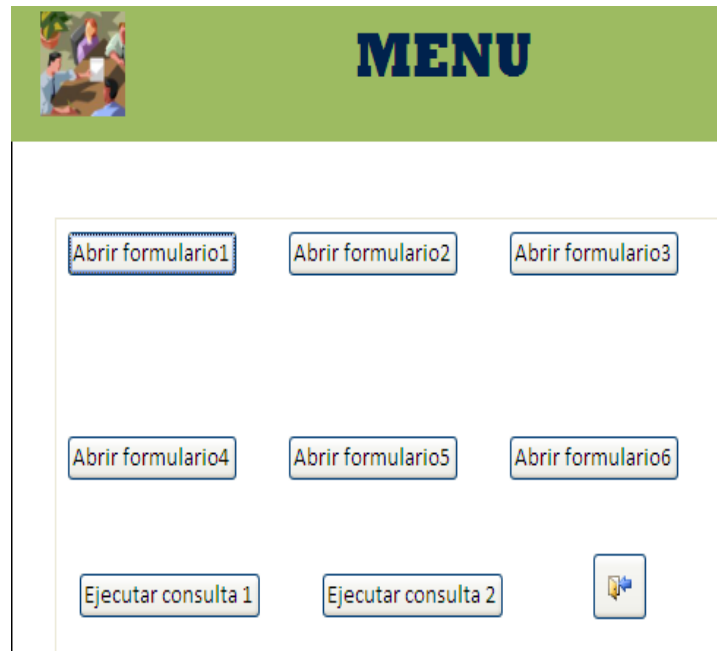 MENU
Abrir formulario1 Abrir formulario2 Abrir formulario3
Abrir formulario4 Abrir formulario5 Abrir formulario6
Ejecutar consulta 1 Ejecutar consulta 2